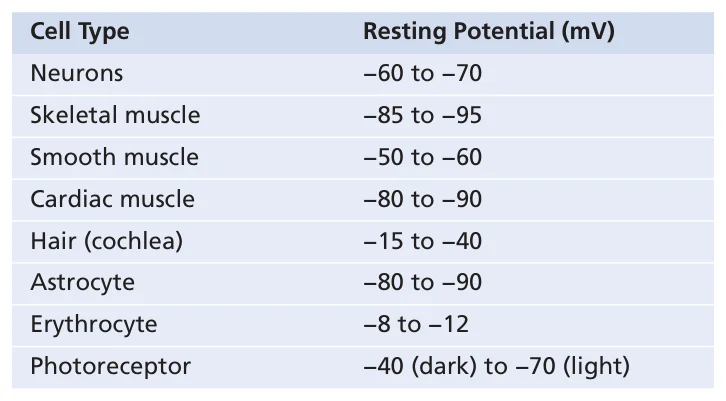 Cell Type Resting Potential (mV)
Neurons −60 to −70
Skeletal muscle −85 to −95
Smooth muscle −50 to −60
Cardiac muscle −80 to −90
Hair (cochlea) −15 to −40
Astrocyte −80 to −90
Erythrocyte −8 to −12
Photoreceptor −40 (dark) to −70 (light)